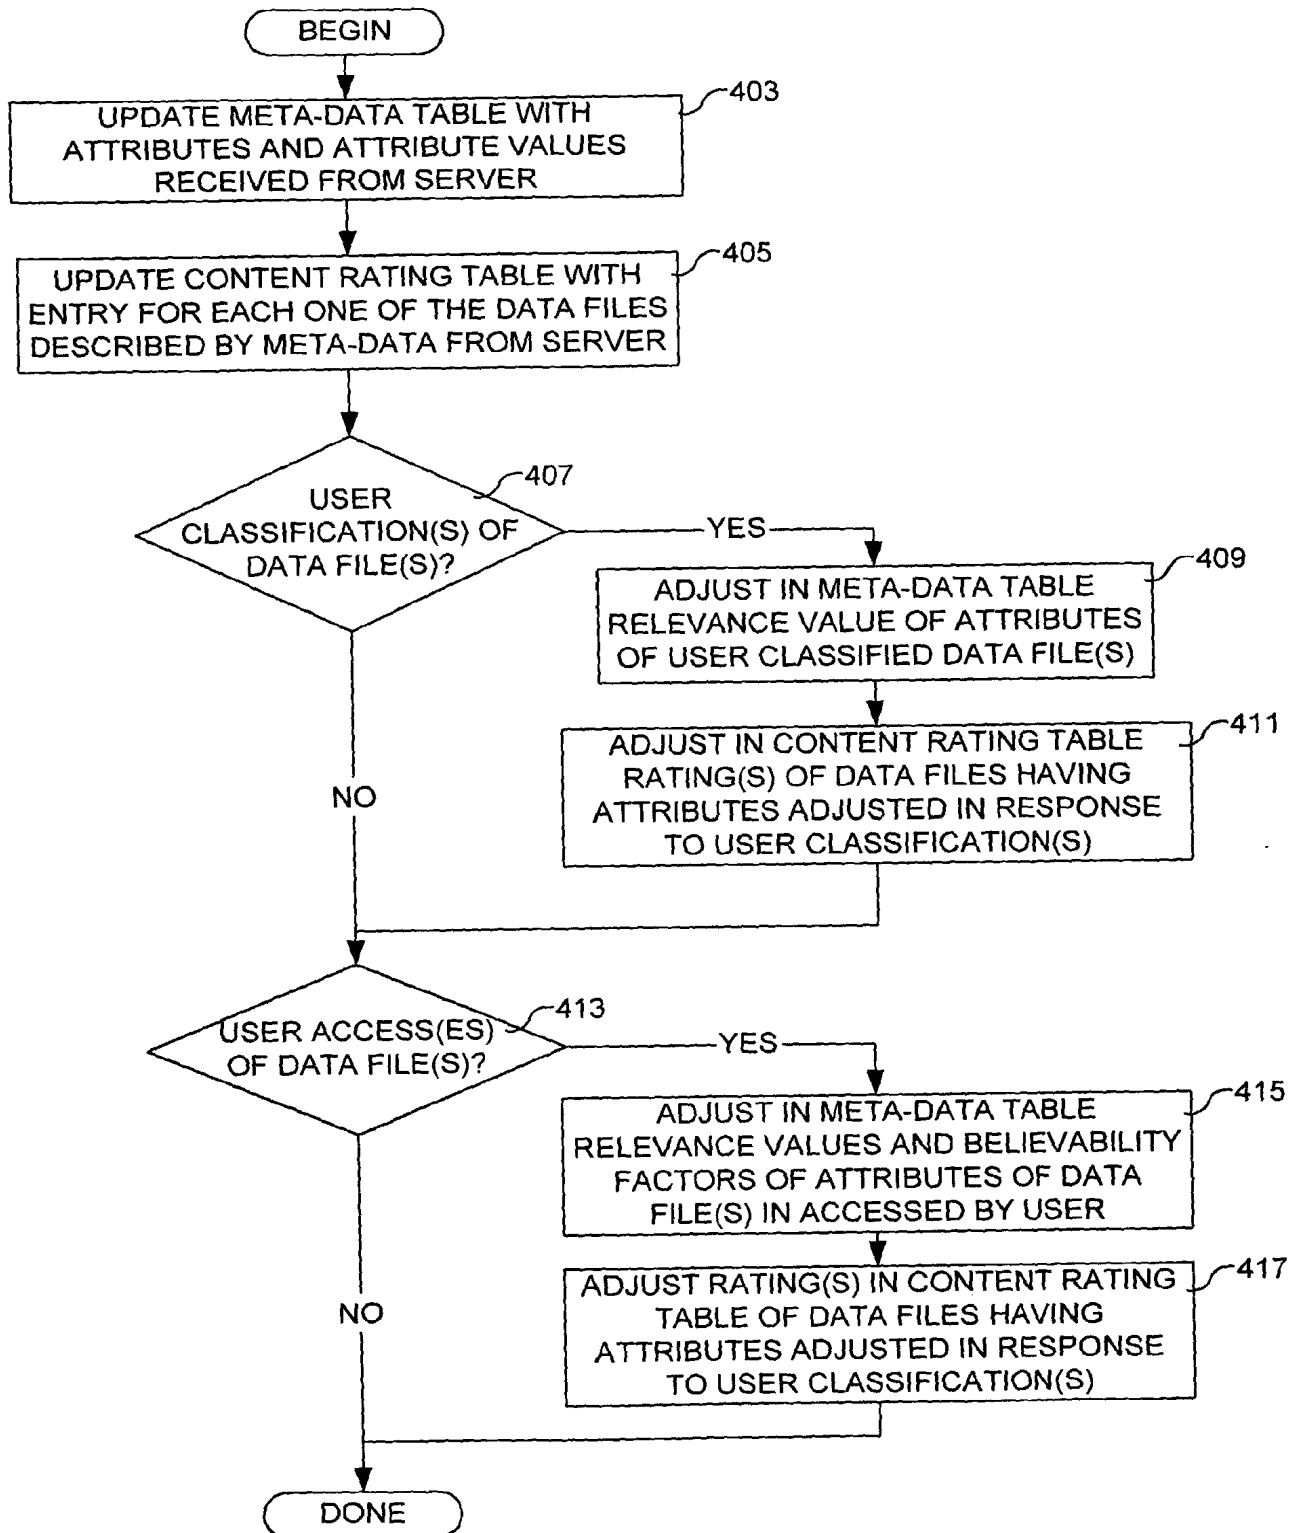 BEGIN
403
UPDATE META-DATA TABLE WITH
ATTRIBUTES AND ATTRIBUTE VALUES
RECEIVED FROM SERVER
405
UPDATE CONTENT RATING TABLE WITH
ENTRY FOR EACH ONE OF THE DATA FILES
DESCRIBED BY META-DATA FROM SERVER
407
USER
CLASSIFICATION(S) OF
DATA FILE(S)?
YES
409
ADJUST IN META-DATA TABLE
RELEVANCE VALUE OF ATTRIBUTES
OF USER CLASSIFIED DATA FILE(S)
411
ADJUST IN CONTENT RATING TABLE
RATING(S) OF DATA FILES HAVING
ATTRIBUTES ADJUSTED IN RESPONSE
TO USER CLASSIFICATION(S)
NO
413
USER ACCESS(ES)
OF DATA FILE(S)?
YES
415
ADJUST IN META-DATA TABLE
RELEVANCE VALUES AND BELIEVABILITY
FACTORS OF ATTRIBUTES OF DATA
FILE(S) IN ACCESSED BY USER
417
ADJUST RATING(S) IN CONTENT RATING
TABLE OF DATA FILES HAVING
ATTRIBUTES ADJUSTED IN RESPONSE
TO USER CLASSIFICATION(S)
NO
DONE